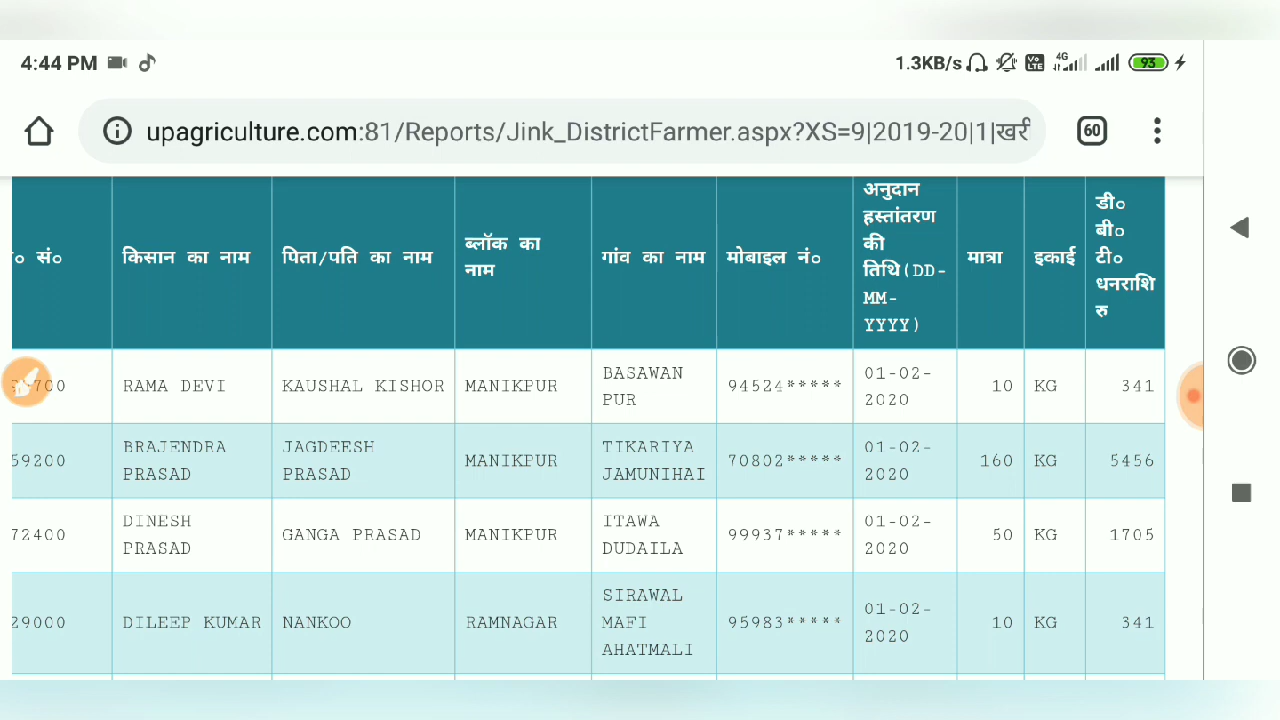 4:44 PM
1.3KB/s
Vo LTE
4G
93
upagriculture.com:81/Reports/Jink_DistrictFarmer.aspx?XS=9|2019-20|1|खर्र
60
० सं०
किसान का नाम
पिता/पति का नाम
ब्लॉक का
नाम
गांव का नाम
मोबाइल नं०
अनुदान
हस्तांतरण
की
तिथि(DD-
MM-
YYYY)
मात्रा
इकाई
डी०
बी०
टी०
धनराशि
रु
700
RAMA DEVI
KAUSHAL KISHOR
MANIKPUR
BASAWAN
PUR
94524*****
01-02-
2020
10
KG
341
59200
BRAJENDRA
PRASAD
JAGDEESH
PRASAD
MANIKPUR
TIKARIYA
JAMUNIHAI
70802*****
01-02-
2020
160
KG
5456
72400
DINESH
PRASAD
GANGA PRASAD
MANIKPUR
ITAWA
DUDAILA
99937*****
01-02-
2020
50
KG
1705
29000
DILEEP KUMAR
NANKOO
RAMNAGAR
SIRAWAL
MAFI
AHATMALI
95983*****
01-02-
2020
10
KG
341